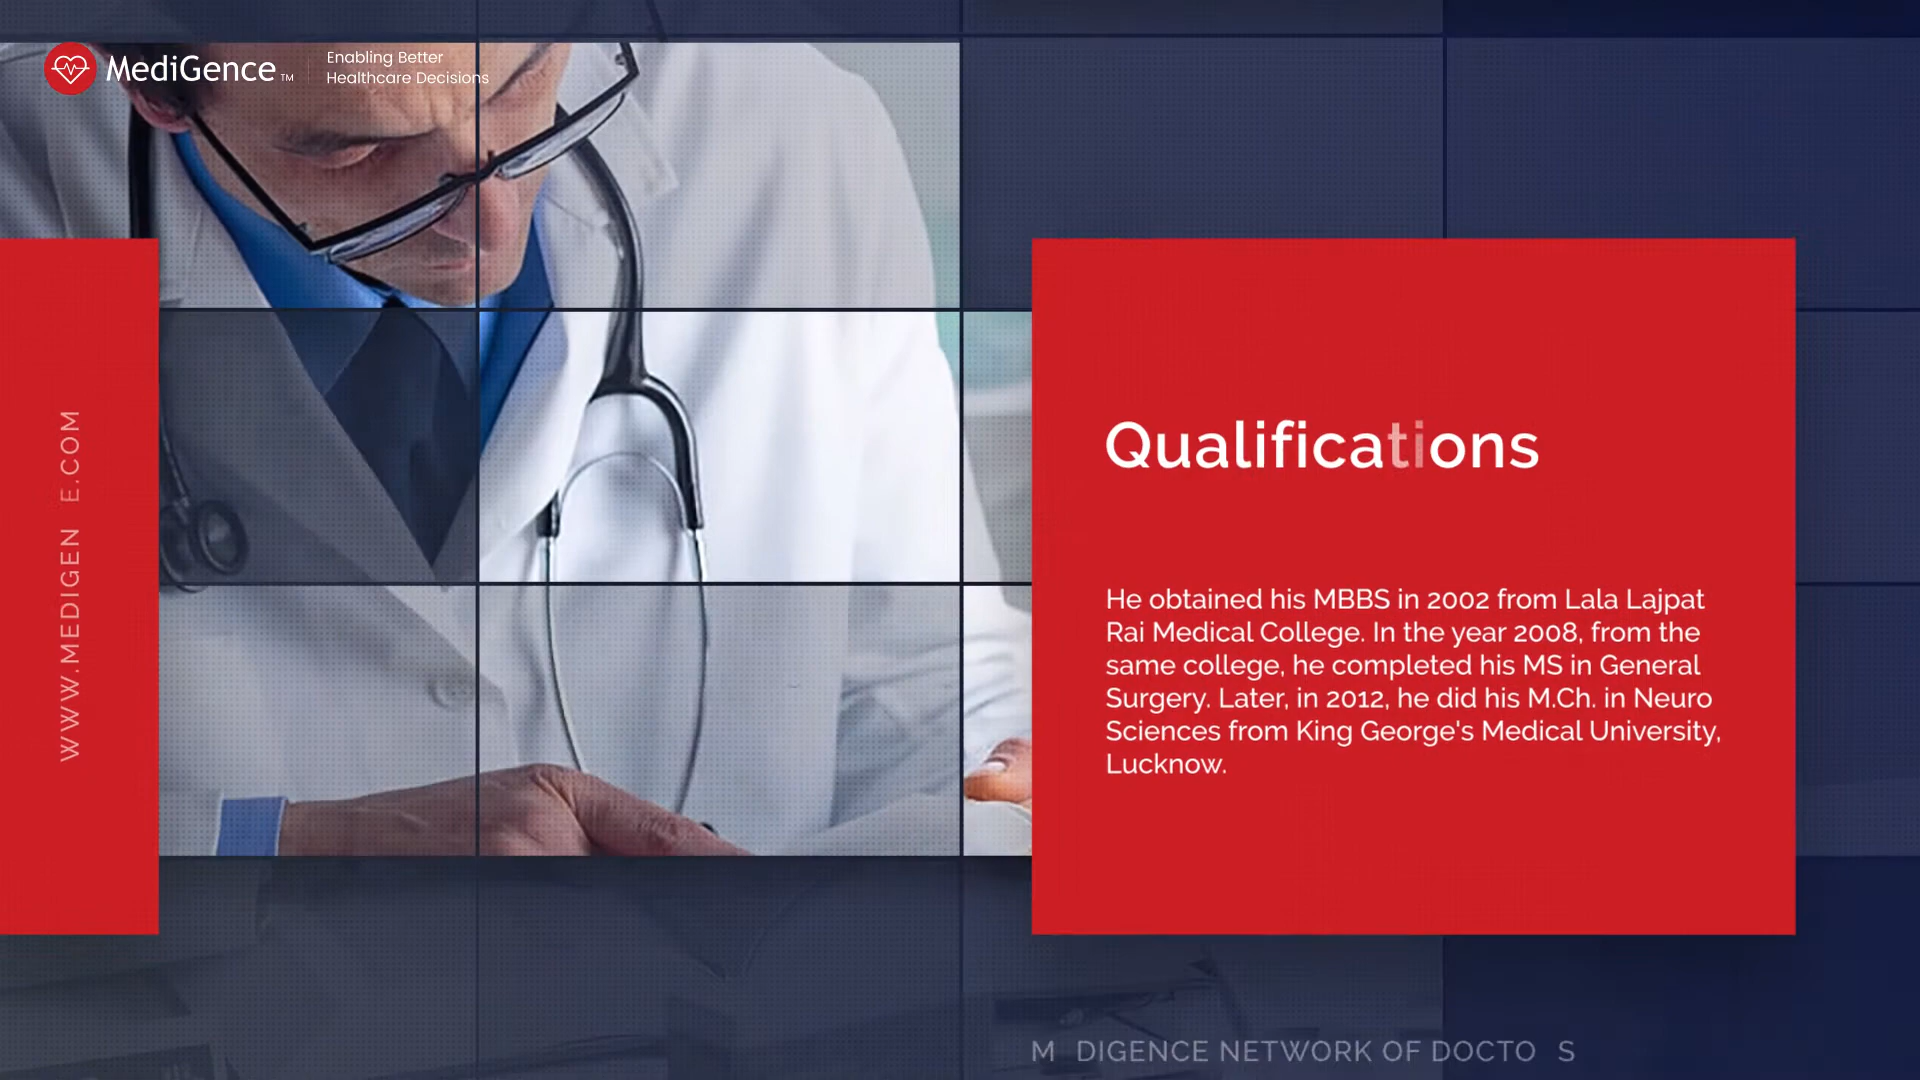 MediGence TM
Enabling Better
Healthcare Decisions
WWW.MEDIGEN E.COM
Qualifications
He obtained his MBBS in 2002 from Lala Lajpat
Rai Medical College. In the year 2008, from the
same college, he completed his MS in General
Surgery. Later, in 2012, he did his M.Ch. in Neuro
Sciences from King George's Medical University,
Lucknow.
M DIGENCE NETWORK OF DOCTO S